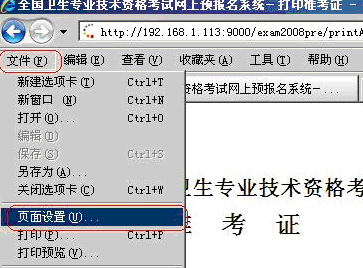 全国卫生专业技术资格考试网上预报名系统-打印准考证-
http://192.168.1.113:9000/exam2008pre/printA
文件(F) 编辑(E) 查看(V) 收藏夹(A) 工具(T) 帮助(H)
新建选项卡(T) Ctrl+T
资格考试网上预报名系统-...
新窗口(N) Ctrl+N
打开(O)... Ctrl+O
编辑(D)
保存(S) Ctrl+S
另存为(A)...
关闭选项卡(C) Ctrl+W
卫生专业技术资格考
页面设置(U)...
打印(P)... Ctrl+P
准 考 证
打印预览(V)...